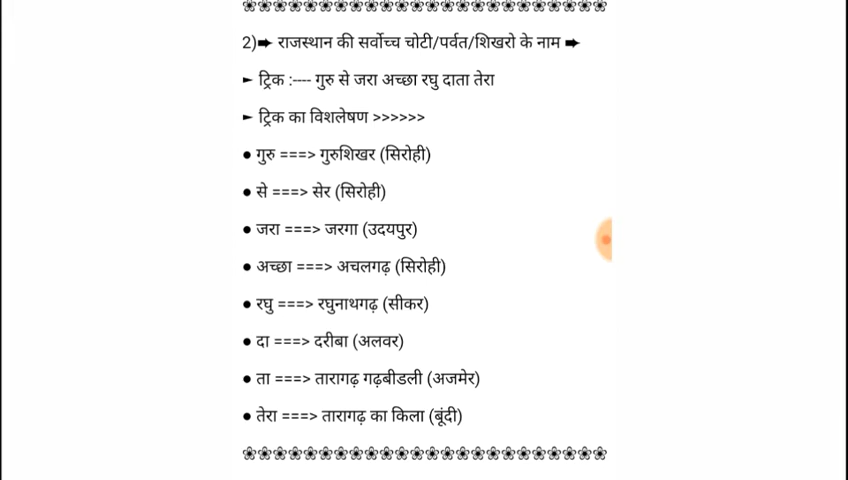 ❀❀❀❀❀❀❀❀❀❀❀❀❀❀❀❀❀❀❀❀❀❀❀❀
2)➨ राजस्थान की सर्वोच्च चोटी/पर्वत/शिखरो के नाम ➨
► ट्रिक :---- गुरु से जरा अच्छा रघु दाता तेरा
► ट्रिक का विशलेषण >>>>>>
● गुरु ===> गुरुशिखर (सिरोही)
● से ===> सेर (सिरोही)
● जरा ===> जरगा (उदयपुर)
● अच्छा ===> अचलगढ़ (सिरोही)
● रघु ===> रघुनाथगढ़ (सीकर)
● दा ===> दरीबा (अलवर)
● ता ===> तारागढ़ गढ़बीडली (अजमेर)
● तेरा ===> तारागढ़ का किला (बूंदी)
❀❀❀❀❀❀❀❀❀❀❀❀❀❀❀❀❀❀❀❀❀❀❀❀